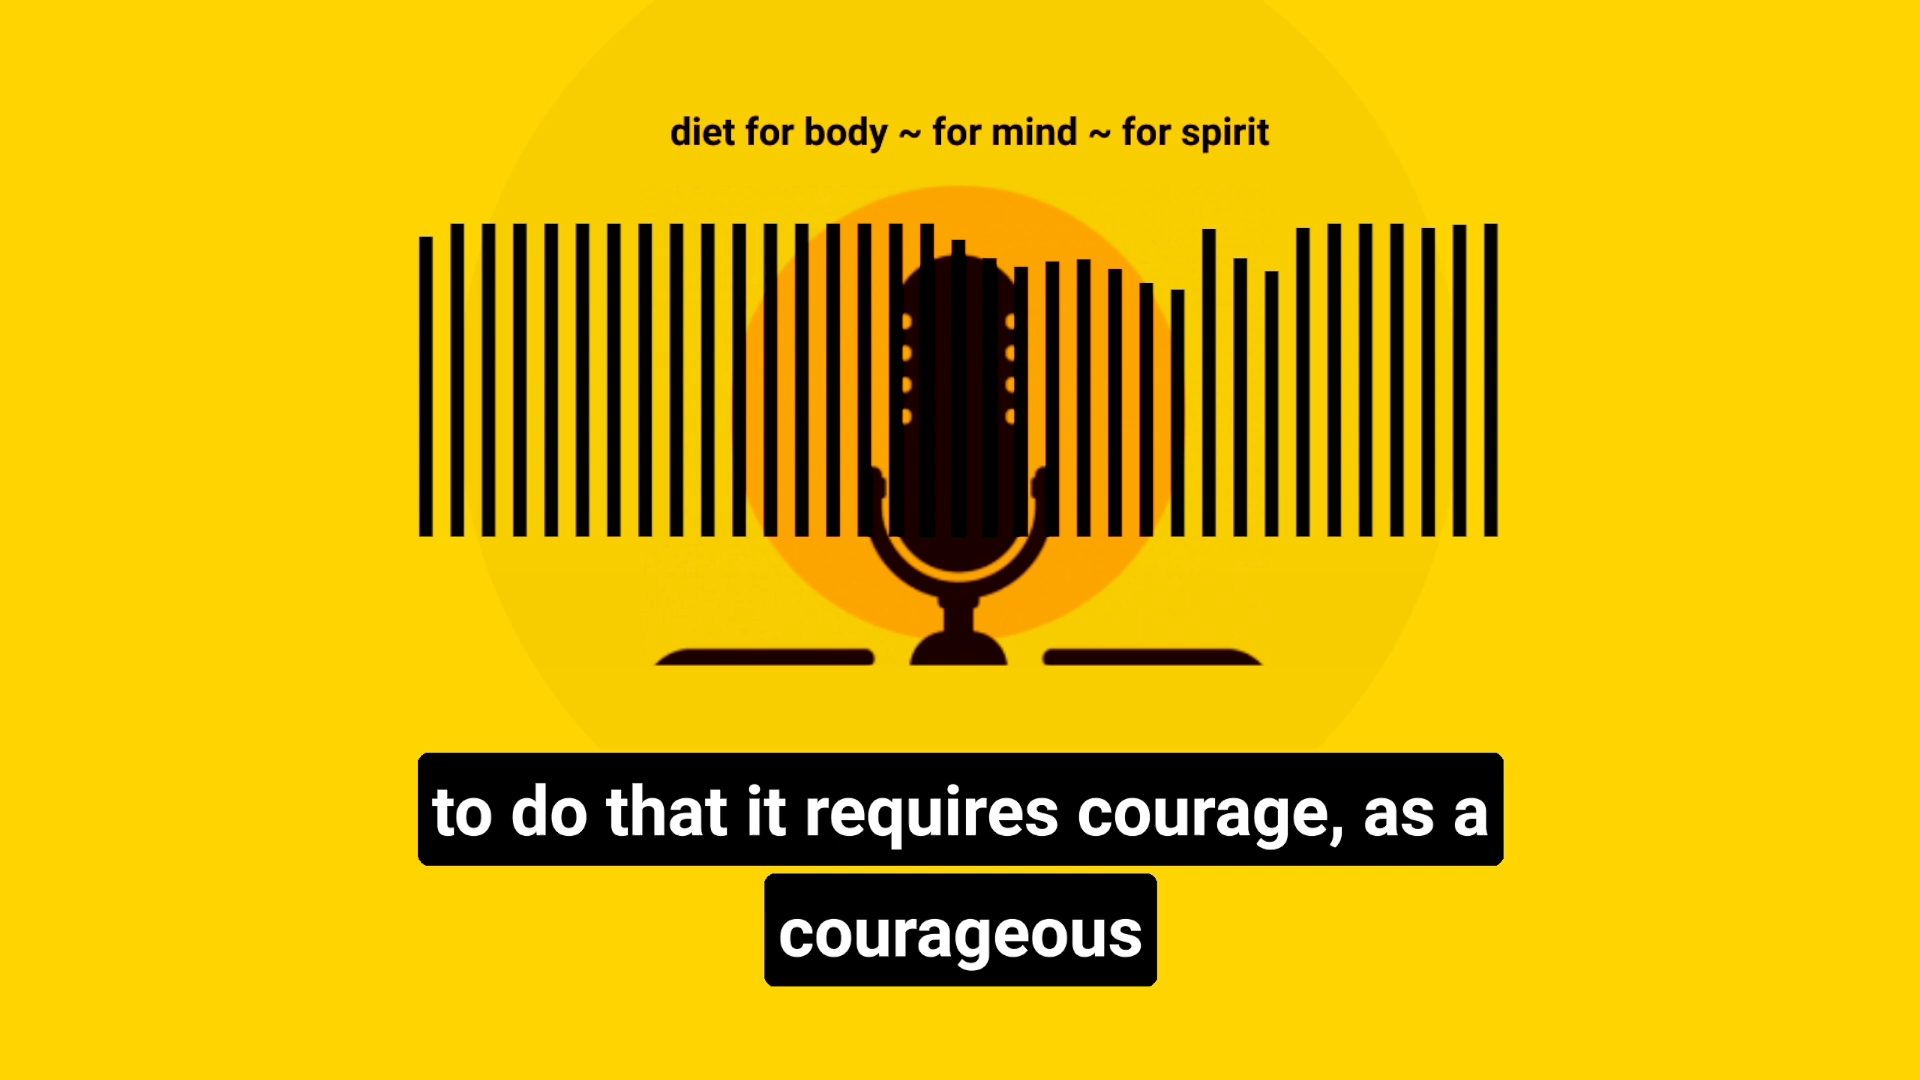 diet for body ~ for mind ~ for spirit
to do that it requires courage, as a
courageous